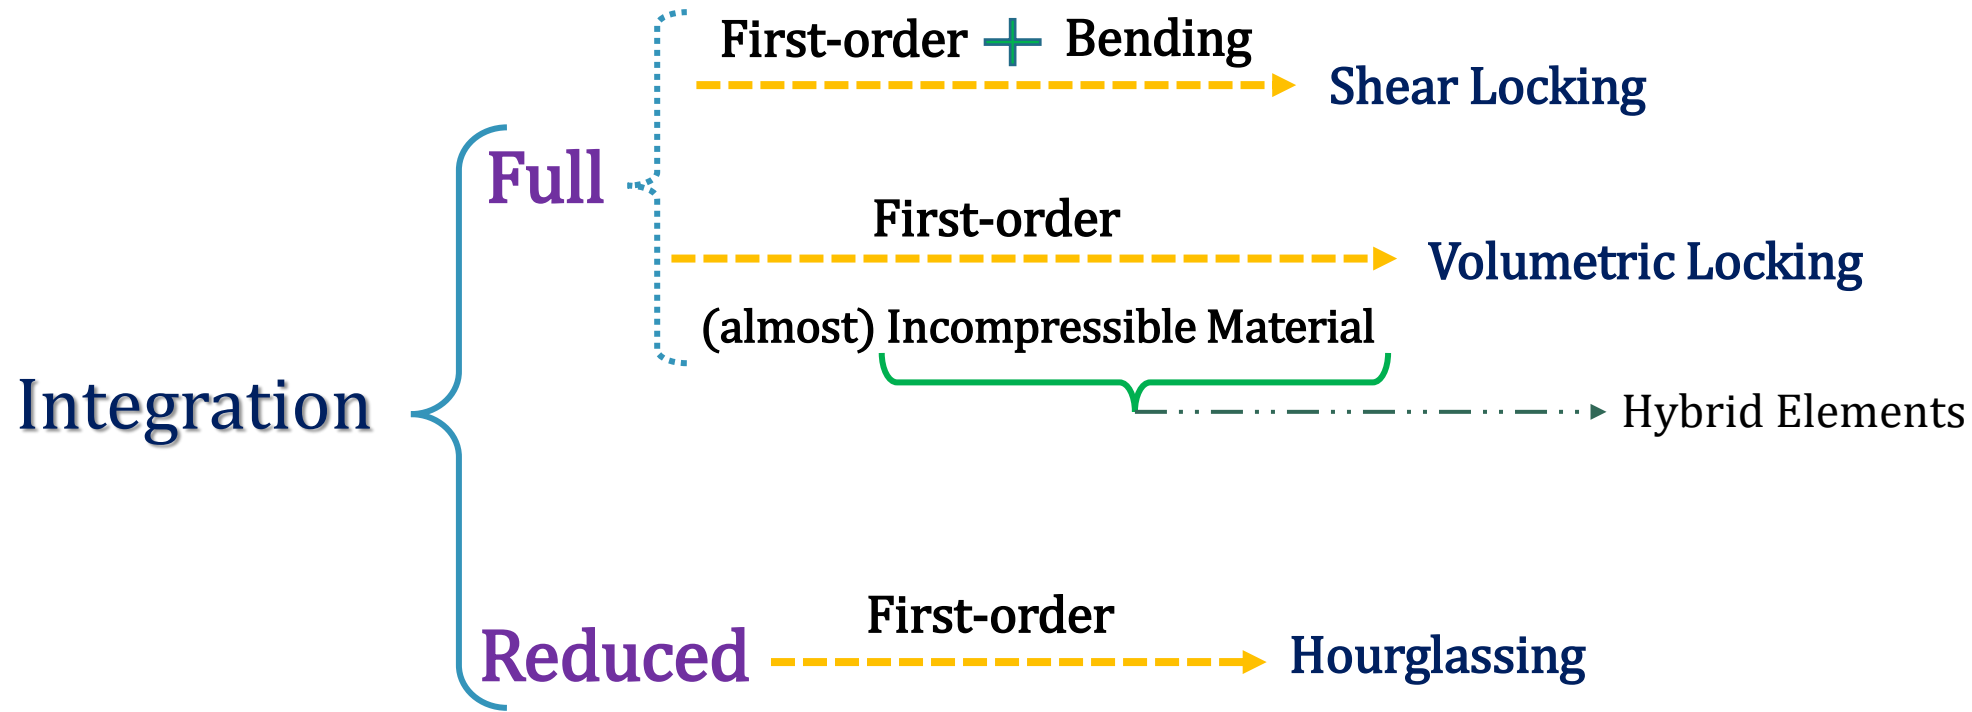 First-order + Bending
Shear Locking
Full
First-order
Volumetric Locking
(almost) Incompressible Material
Integration
Hybrid Elements
First-order
Reduced
Hourglassing